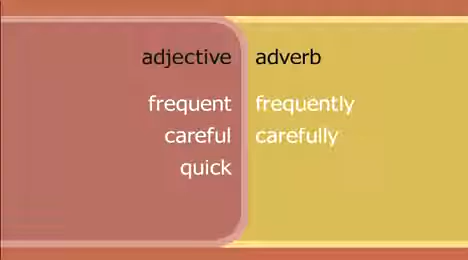 adjective adverb
frequent frequently
careful carefully
quick